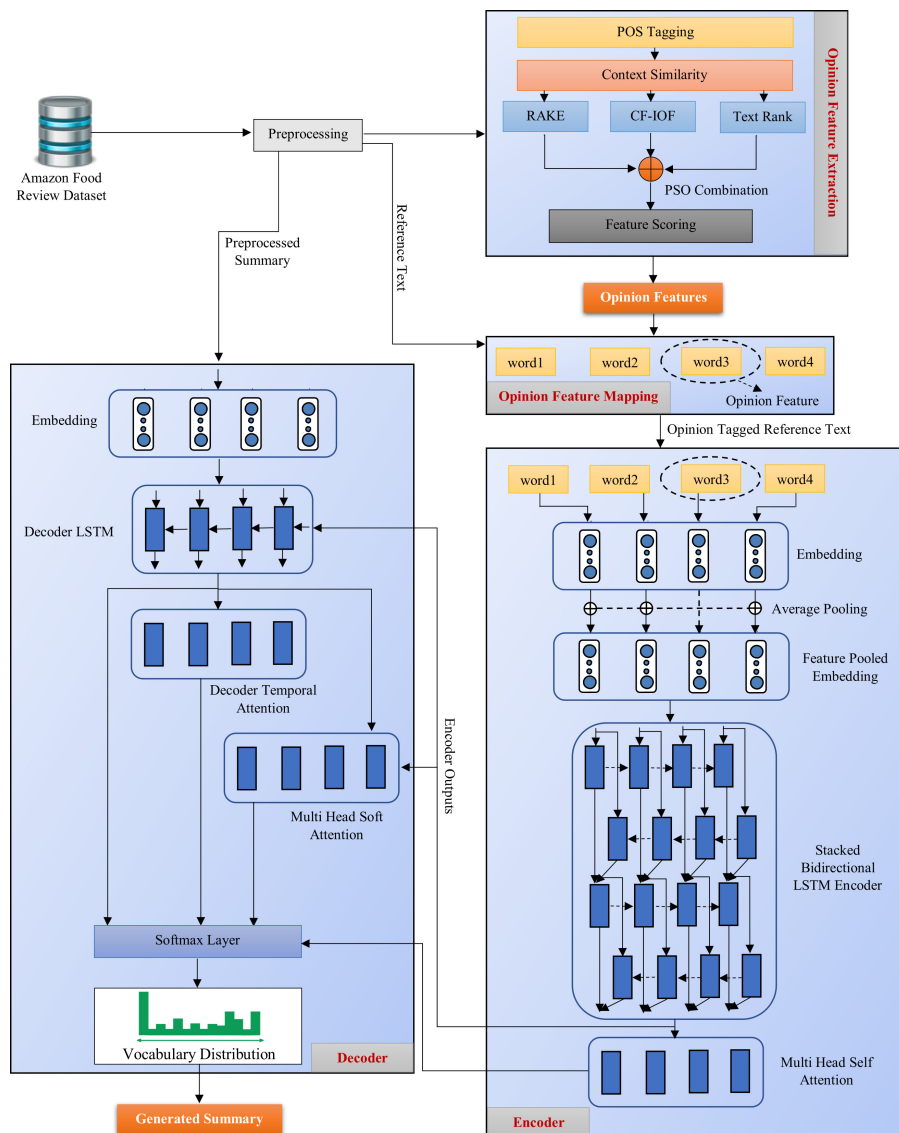 POS Tagging
Context Similarity
RAKE
CF-IOF
Text Rank
PSO Combination
Feature Scoring
Opinion Feature Extraction
Amazon Food
Review Dataset
Preprocessing
Preprocessed
Summary
Reference Text
Opinion Features
word1
word2
word3
word4
Opinion Feature Mapping
Opinion Feature
Opinion Tagged Reference Text
Embedding
Decoder LSTM
Decoder Temporal
Attention
Multi Head Soft
Attention
Softmax Layer
Vocabulary Distribution
Decoder
Generated Summary
Encoder Outputs
word1
word2
word3
word4
Embedding
Average Pooling
Feature Pooled
Embedding
Stacked
Bidirectional
LSTM Encoder
Multi Head Self
Attention
Encoder